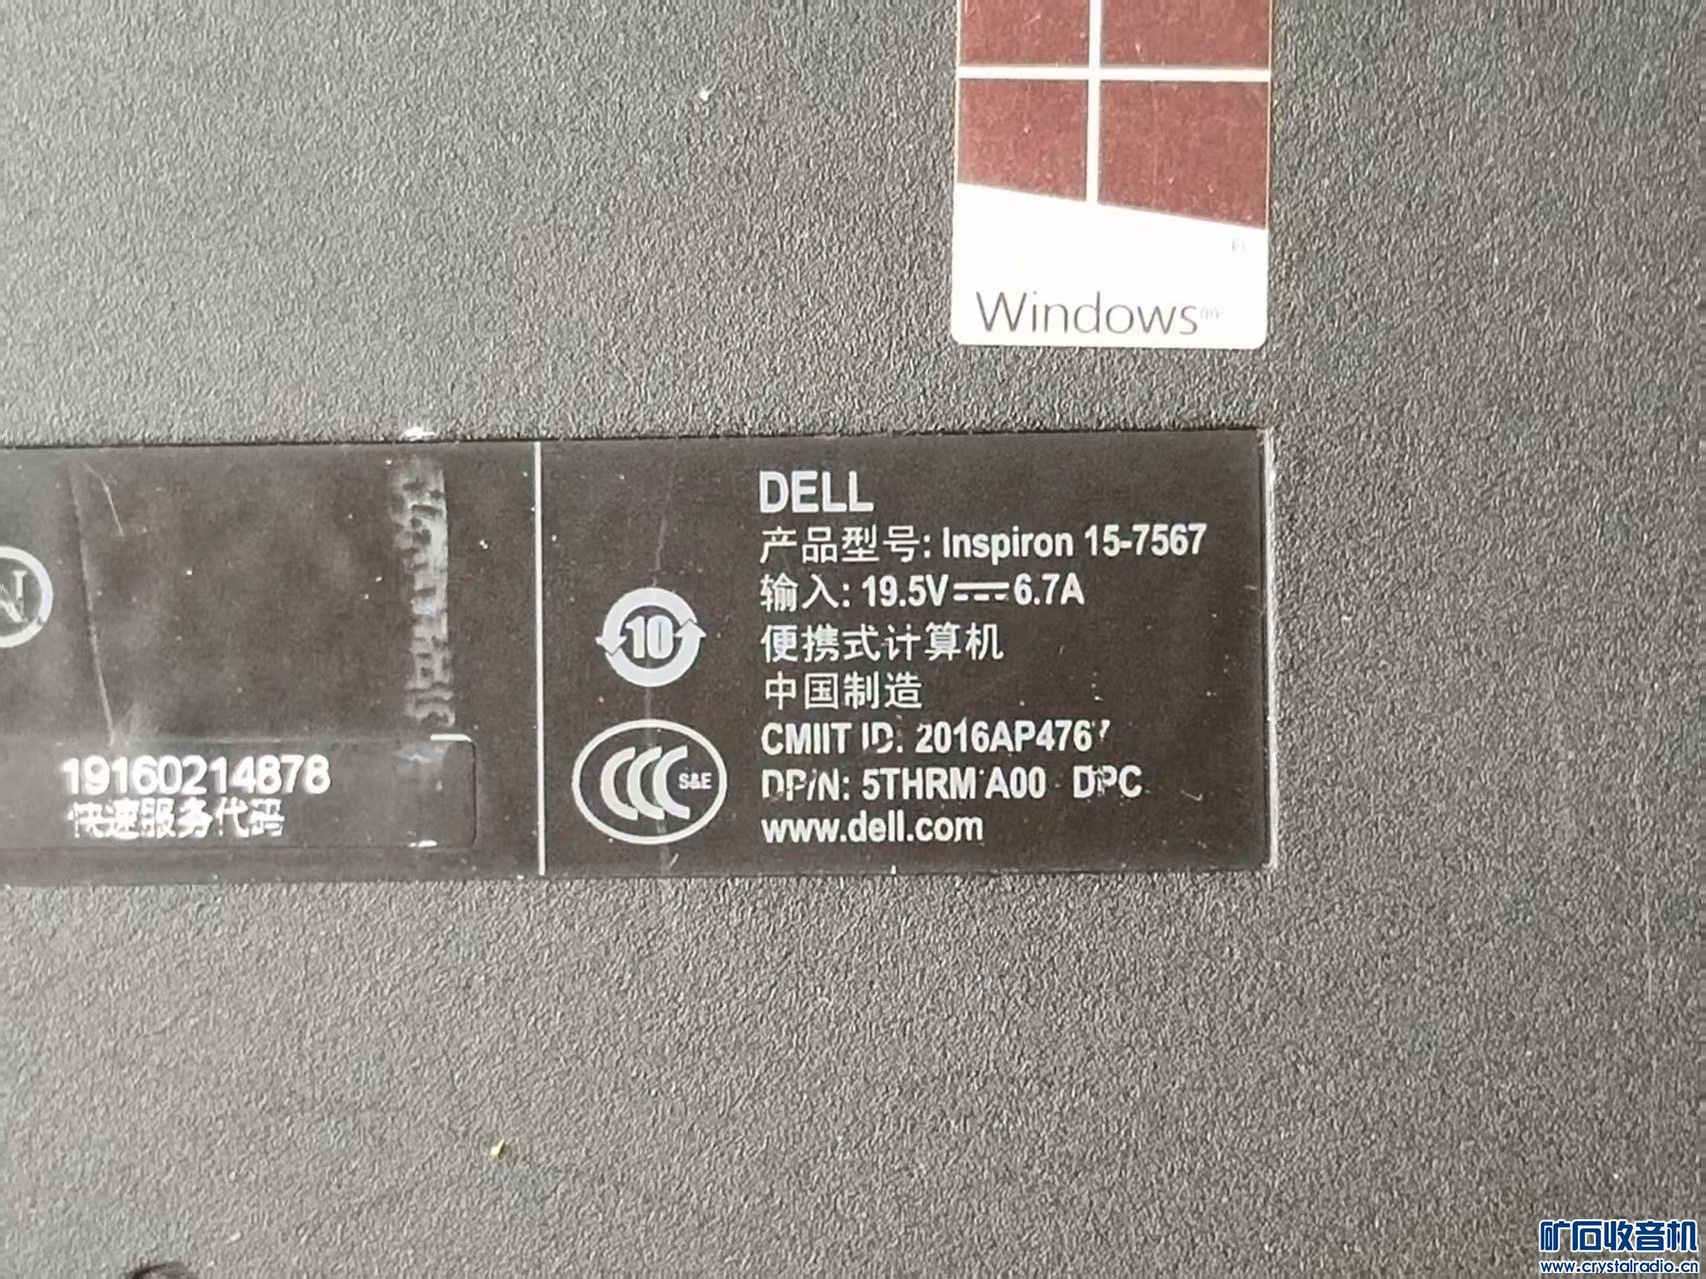 Windows
DELL
产品型号: Inspiron 15-7567
输入: 19.5V⎓6.7A
10
便携式计算机
中国制造
CMIIT ID: 2016AP4767
CCC S&E
DP/N: 5THRM A00 DPC
www.dell.com
N
19160214878
快速服务代码
矿石收音机
www.crystalradio.cn